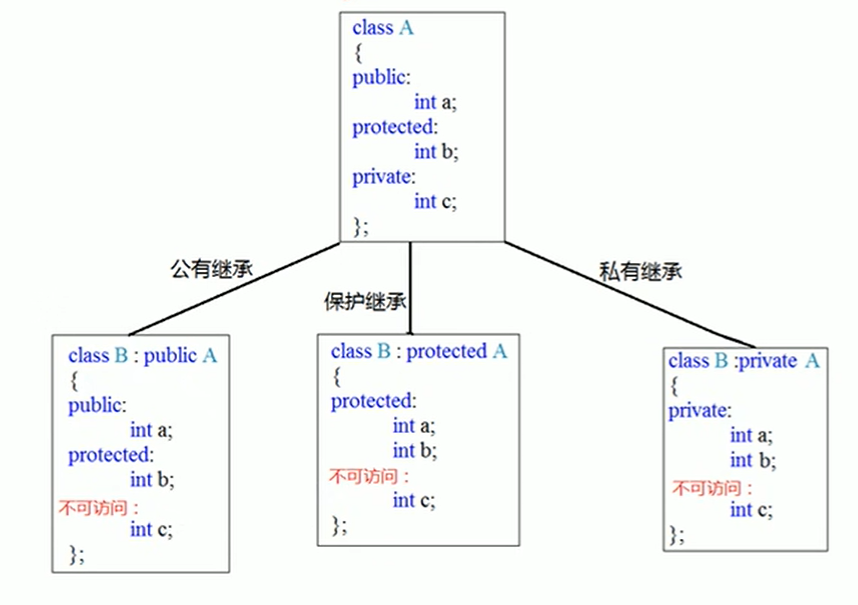 class A
{
public:
int a;
protected:
int b;
private:
int c;
};
公有继承
保护继承
私有继承
class B : public A
{
public:
int a;
protected:
int b;
不可访问：
int c;
};
class B : protected A
{
protected:
int a;
int b;
不可访问：
int c;
};
class B :private A
{
private:
int a;
int b;
不可访问：
int c;
};